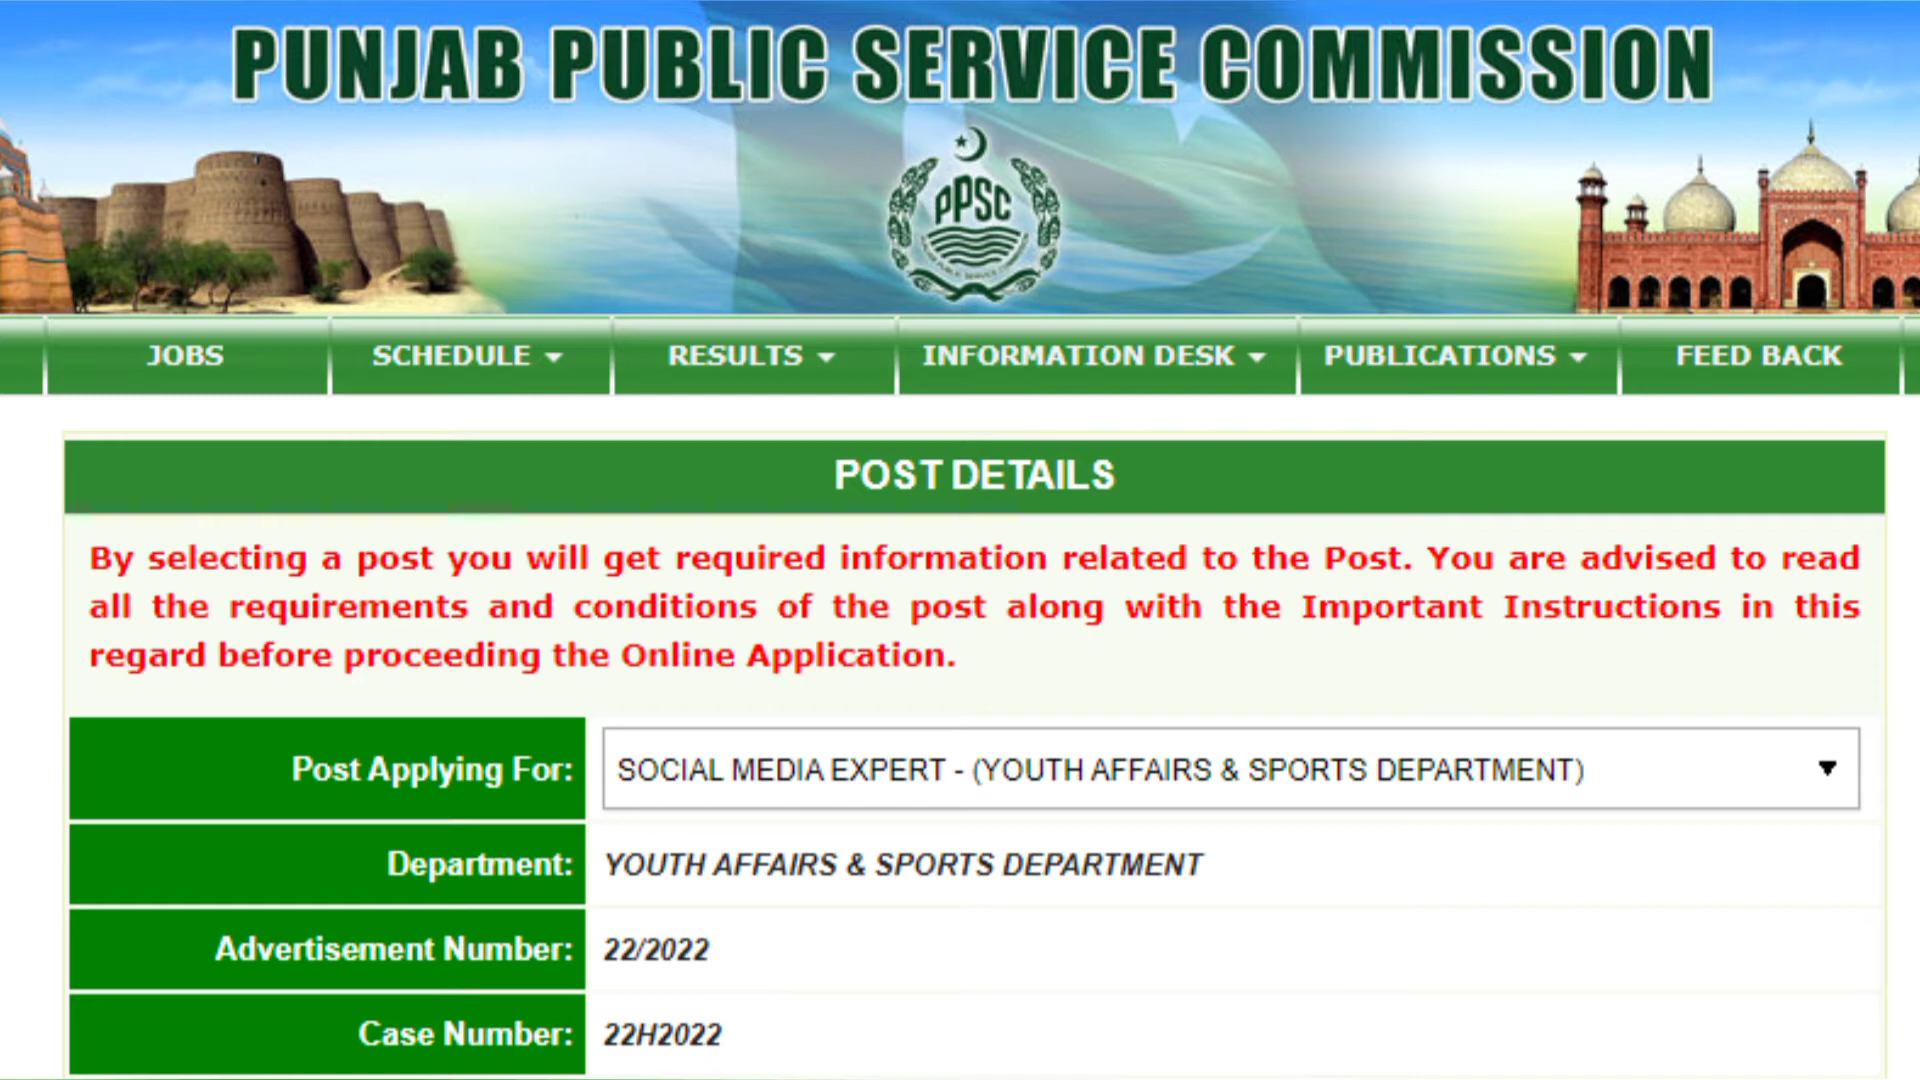 PUNJAB PUBLIC SERVICE COMMISSION
PPSC
JOBS
SCHEDULE
RESULTS
INFORMATION DESK
PUBLICATIONS
FEED BACK
POST DETAILS
By selecting a post you will get required information related to the Post. You are advised to read
all the requirements and conditions of the post along with the Important Instructions in this
regard before proceeding the Online Application.
Post Applying For: SOCIAL MEDIA EXPERT - (YOUTH AFFAIRS & SPORTS DEPARTMENT)
Department: YOUTH AFFAIRS & SPORTS DEPARTMENT
Advertisement Number: 22/2022
Case Number: 22H2022